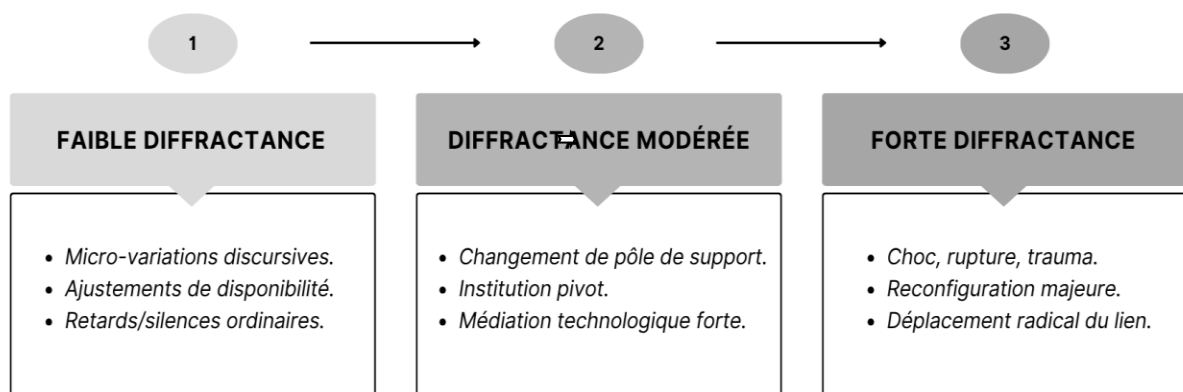 1
2
3
FAIBLE DIFFRACTANCE
DIFFRACTANCE MODÉRÉE
FORTE DIFFRACTANCE
• Micro-variations discursives.
• Ajustements de disponibilité.
• Retards/silences ordinaires.
• Changement de pôle de support.
• Institution pivot.
• Médiation technologique forte.
• Choc, rupture, trauma.
• Reconfiguration majeure.
• Déplacement radical du lien.